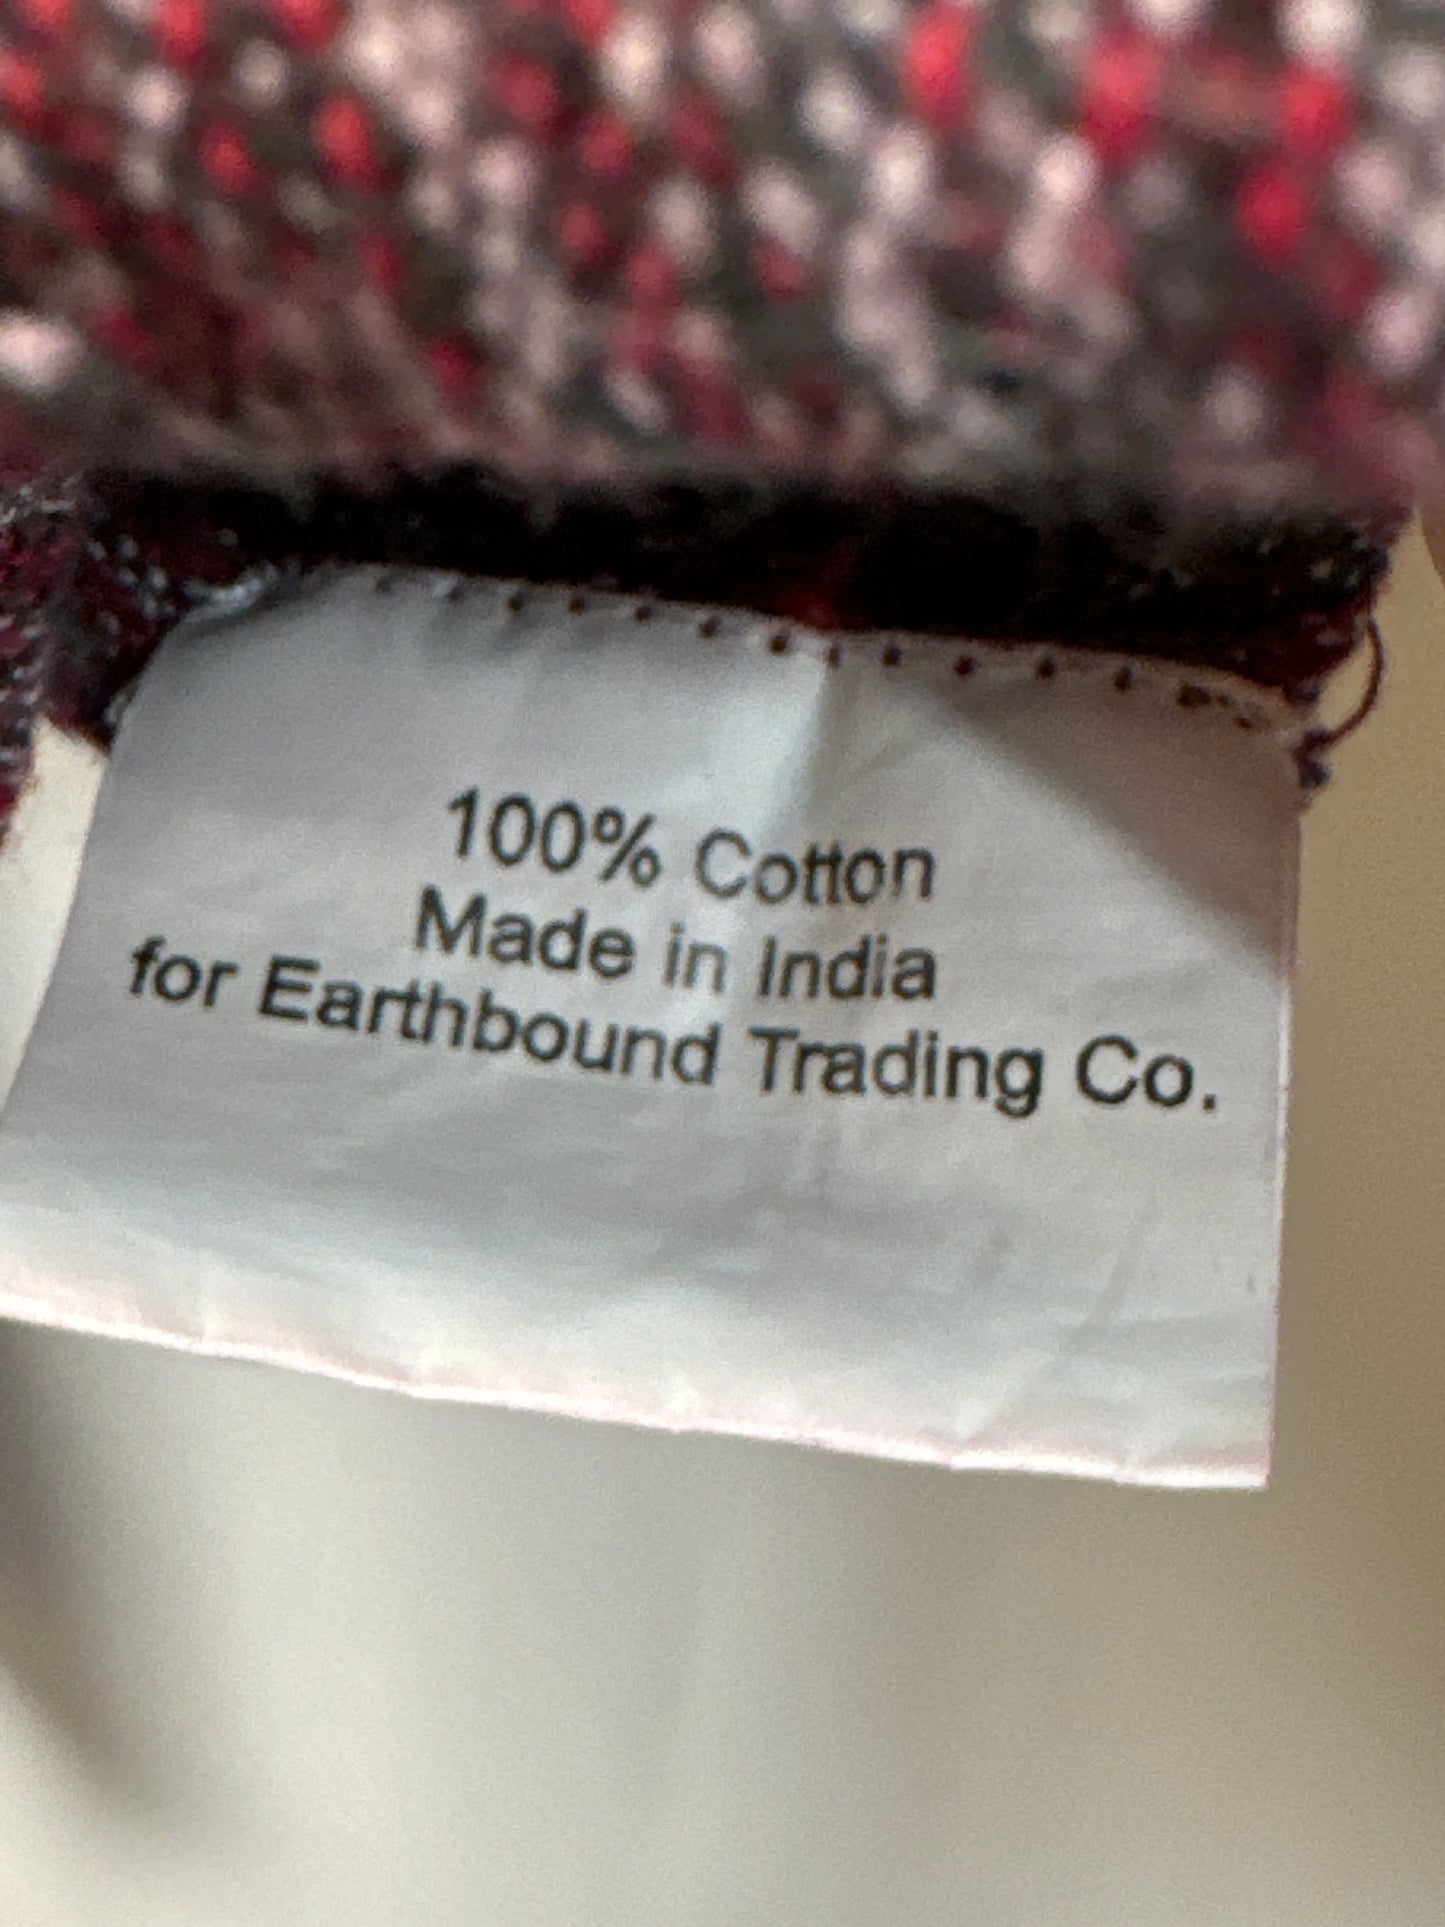 100% Cotton
Made in India
for Earthbound Trading Co.